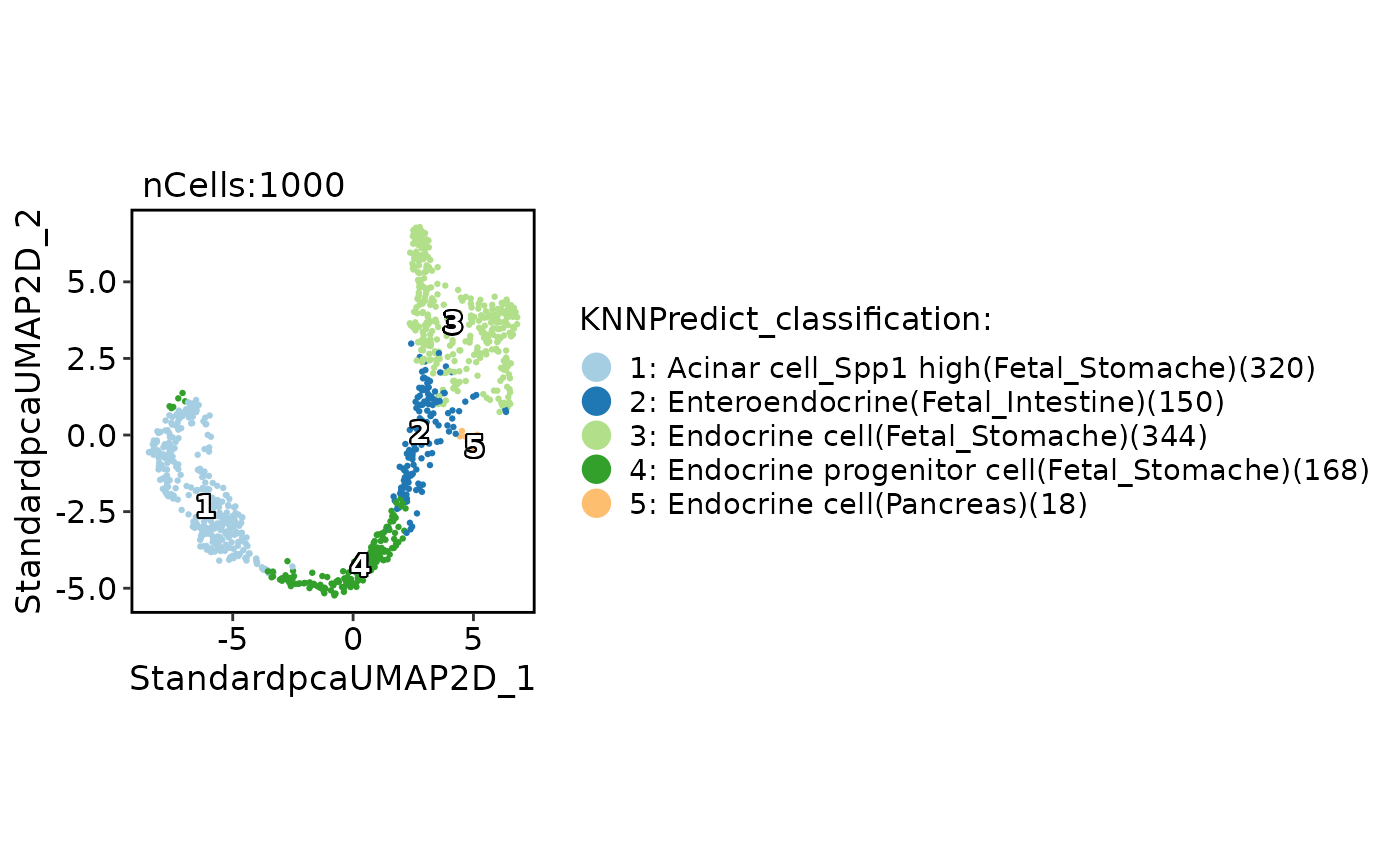 nCells:1000
StandardpcaUMAP2D_2
5.0
2.5
0.0
-2.5
-5.0
1
2
3
4
5
-5
0
5
StandardpcaUMAP2D_1
KNNPredict_classification:
1: Acinar cell_Spp1 high(Fetal_Stomache)(320)
2: Enteroendocrine(Fetal_Intestine)(150)
3: Endocrine cell(Fetal_Stomache)(344)
4: Endocrine progenitor cell(Fetal_Stomache)(168)
5: Endocrine cell(Pancreas)(18)